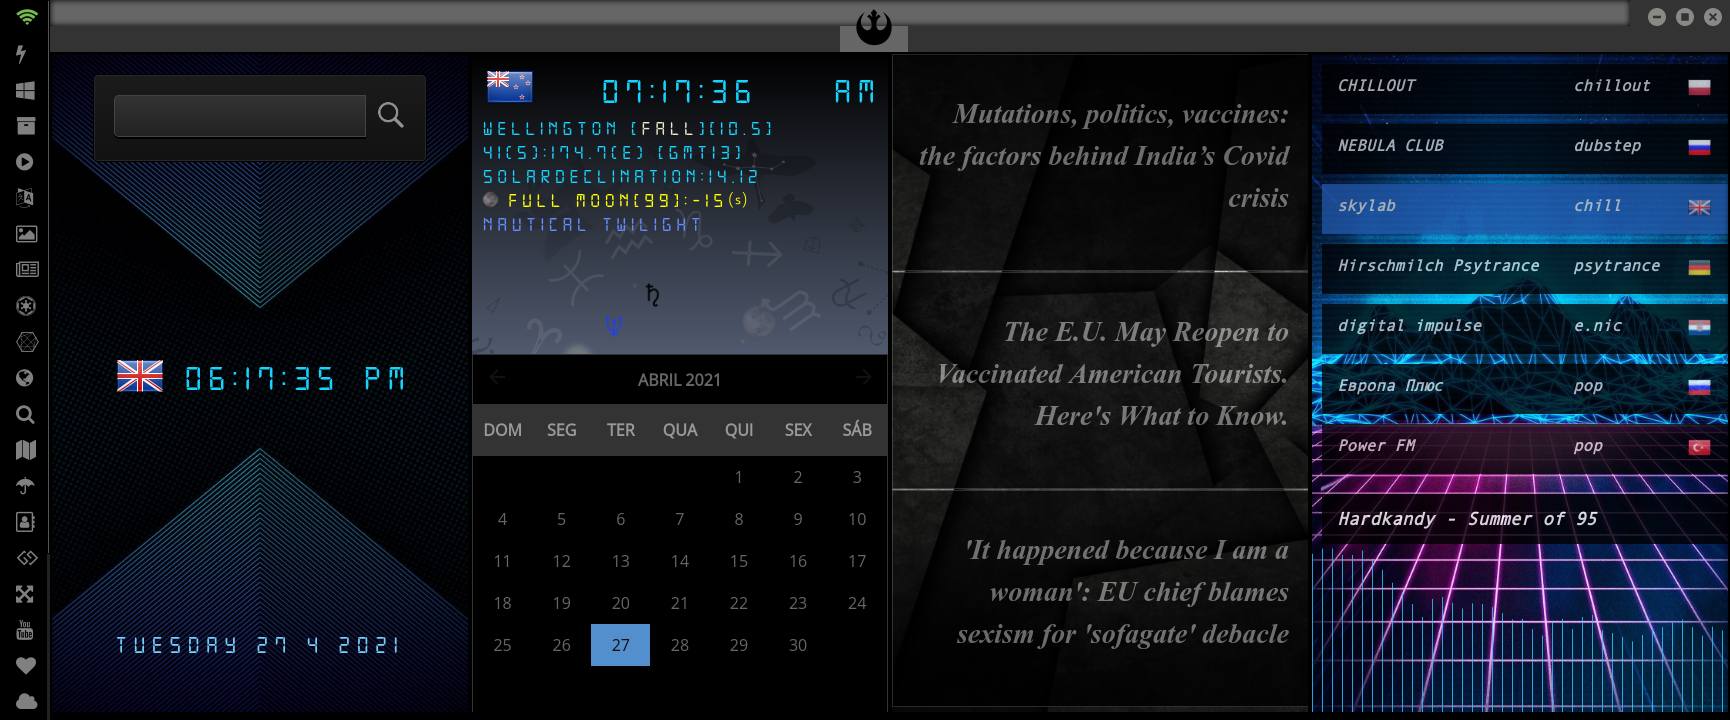 06:17:35 PM
TUESDAY 27 4 2021
07:17:36 AM
WELLINGTON [FALL][10.5]
41(S):174.7(E) [GMT13]
SOLARDECLINATION:14.12
FULL MOON[99]:-15(s)
NAUTICAL TWILIGHT
ABRIL 2021
DOM SEG TER QUA QUI SEX SÁB
1 2 3
4 5 6 7 8 9 10
11 12 13 14 15 16 17
18 19 20 21 22 23 24
25 26 27 28 29 30
Mutations, politics, vaccines:
the factors behind India’s Covid
crisis
The E.U. May Reopen to
Vaccinated American Tourists.
Here's What to Know.
'It happened because I am a
woman': EU chief blames
sexism for 'sofagate' debacle
CHILLOUT chillout
NEBULA CLUB dubstep
skylab chill
Hirschmilch Psytrance psytrance
digital impulse e.nic
Европа Плюс pop
Power FM pop
Hardkandy - Summer of 95
You
Tube